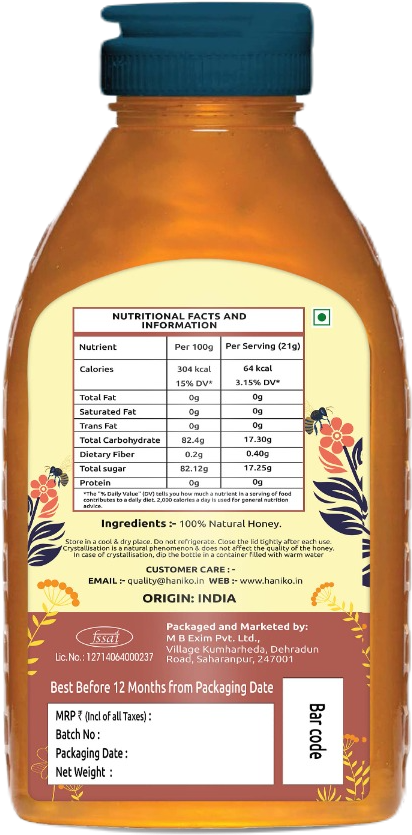 NUTRITIONAL FACTS AND
INFORMATION
Nutrient Per 100g Per Serving (21g)
Calories 304 kcal 64 kcal
15% DV* 3.15% DV*
Total Fat 0g 0g
Saturated Fat 0g 0g
Trans Fat 0g 0g
Total Carbohydrate 82.4g 17.30g
Dietary Fiber 0.2g 0.40g
Total sugar 82.12g 17.25g
Protein 0g 0g
*The "% Daily Value" (DV) tells you how much a nutrient in a serving of food
contributes to a daily diet. 2,000 calories a day is used for general nutrition
advice.
Ingredients :- 100% Natural Honey.
Store in a cool & dry place. Do not refrigerate. Close the lid tightly after each use.
Crystallisation is a natural phenomenon & does not affect the quality of the honey.
In case of crystallisation, dip the bottle in a container filled with warm water
CUSTOMER CARE : -
EMAIL :- quality@haniko.in WEB :- www.haniko.in
ORIGIN: INDIA
fssai
Lic.No.: 12714064000237
Packaged and Marketed by:
M B Exim Pvt. Ltd.,
Village Kumharheda, Dehradun
Road, Saharanpur, 247001
Best Before 12 Months from Packaging Date
MRP ₹ (Incl of all Taxes) :
Batch No :
Packaging Date :
Net Weight :
Bar code